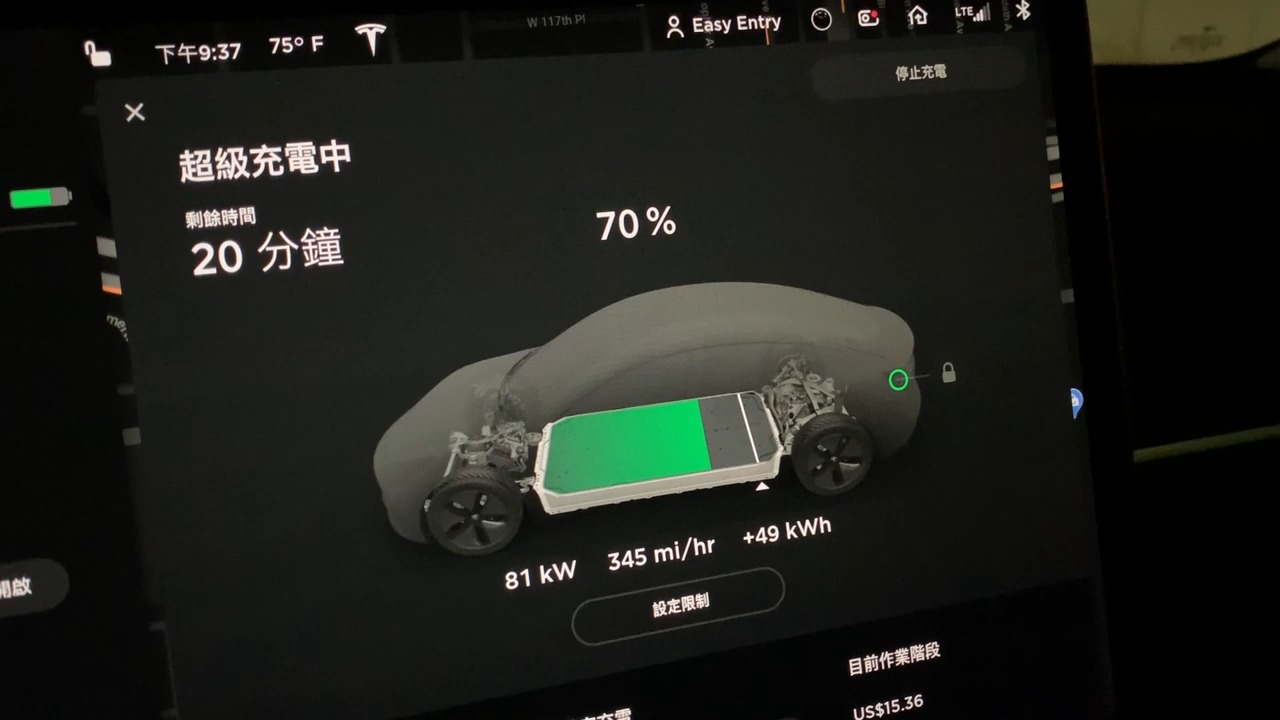 W 117th Pl
下午9:37 75° F Easy Entry LTE
停止充電
超級充電中
剩餘時間
20 分鐘
70 %
81 kW 345 mi/hr +49 kWh
開啟
設定限制
目前作業階段
US$15.36
充電